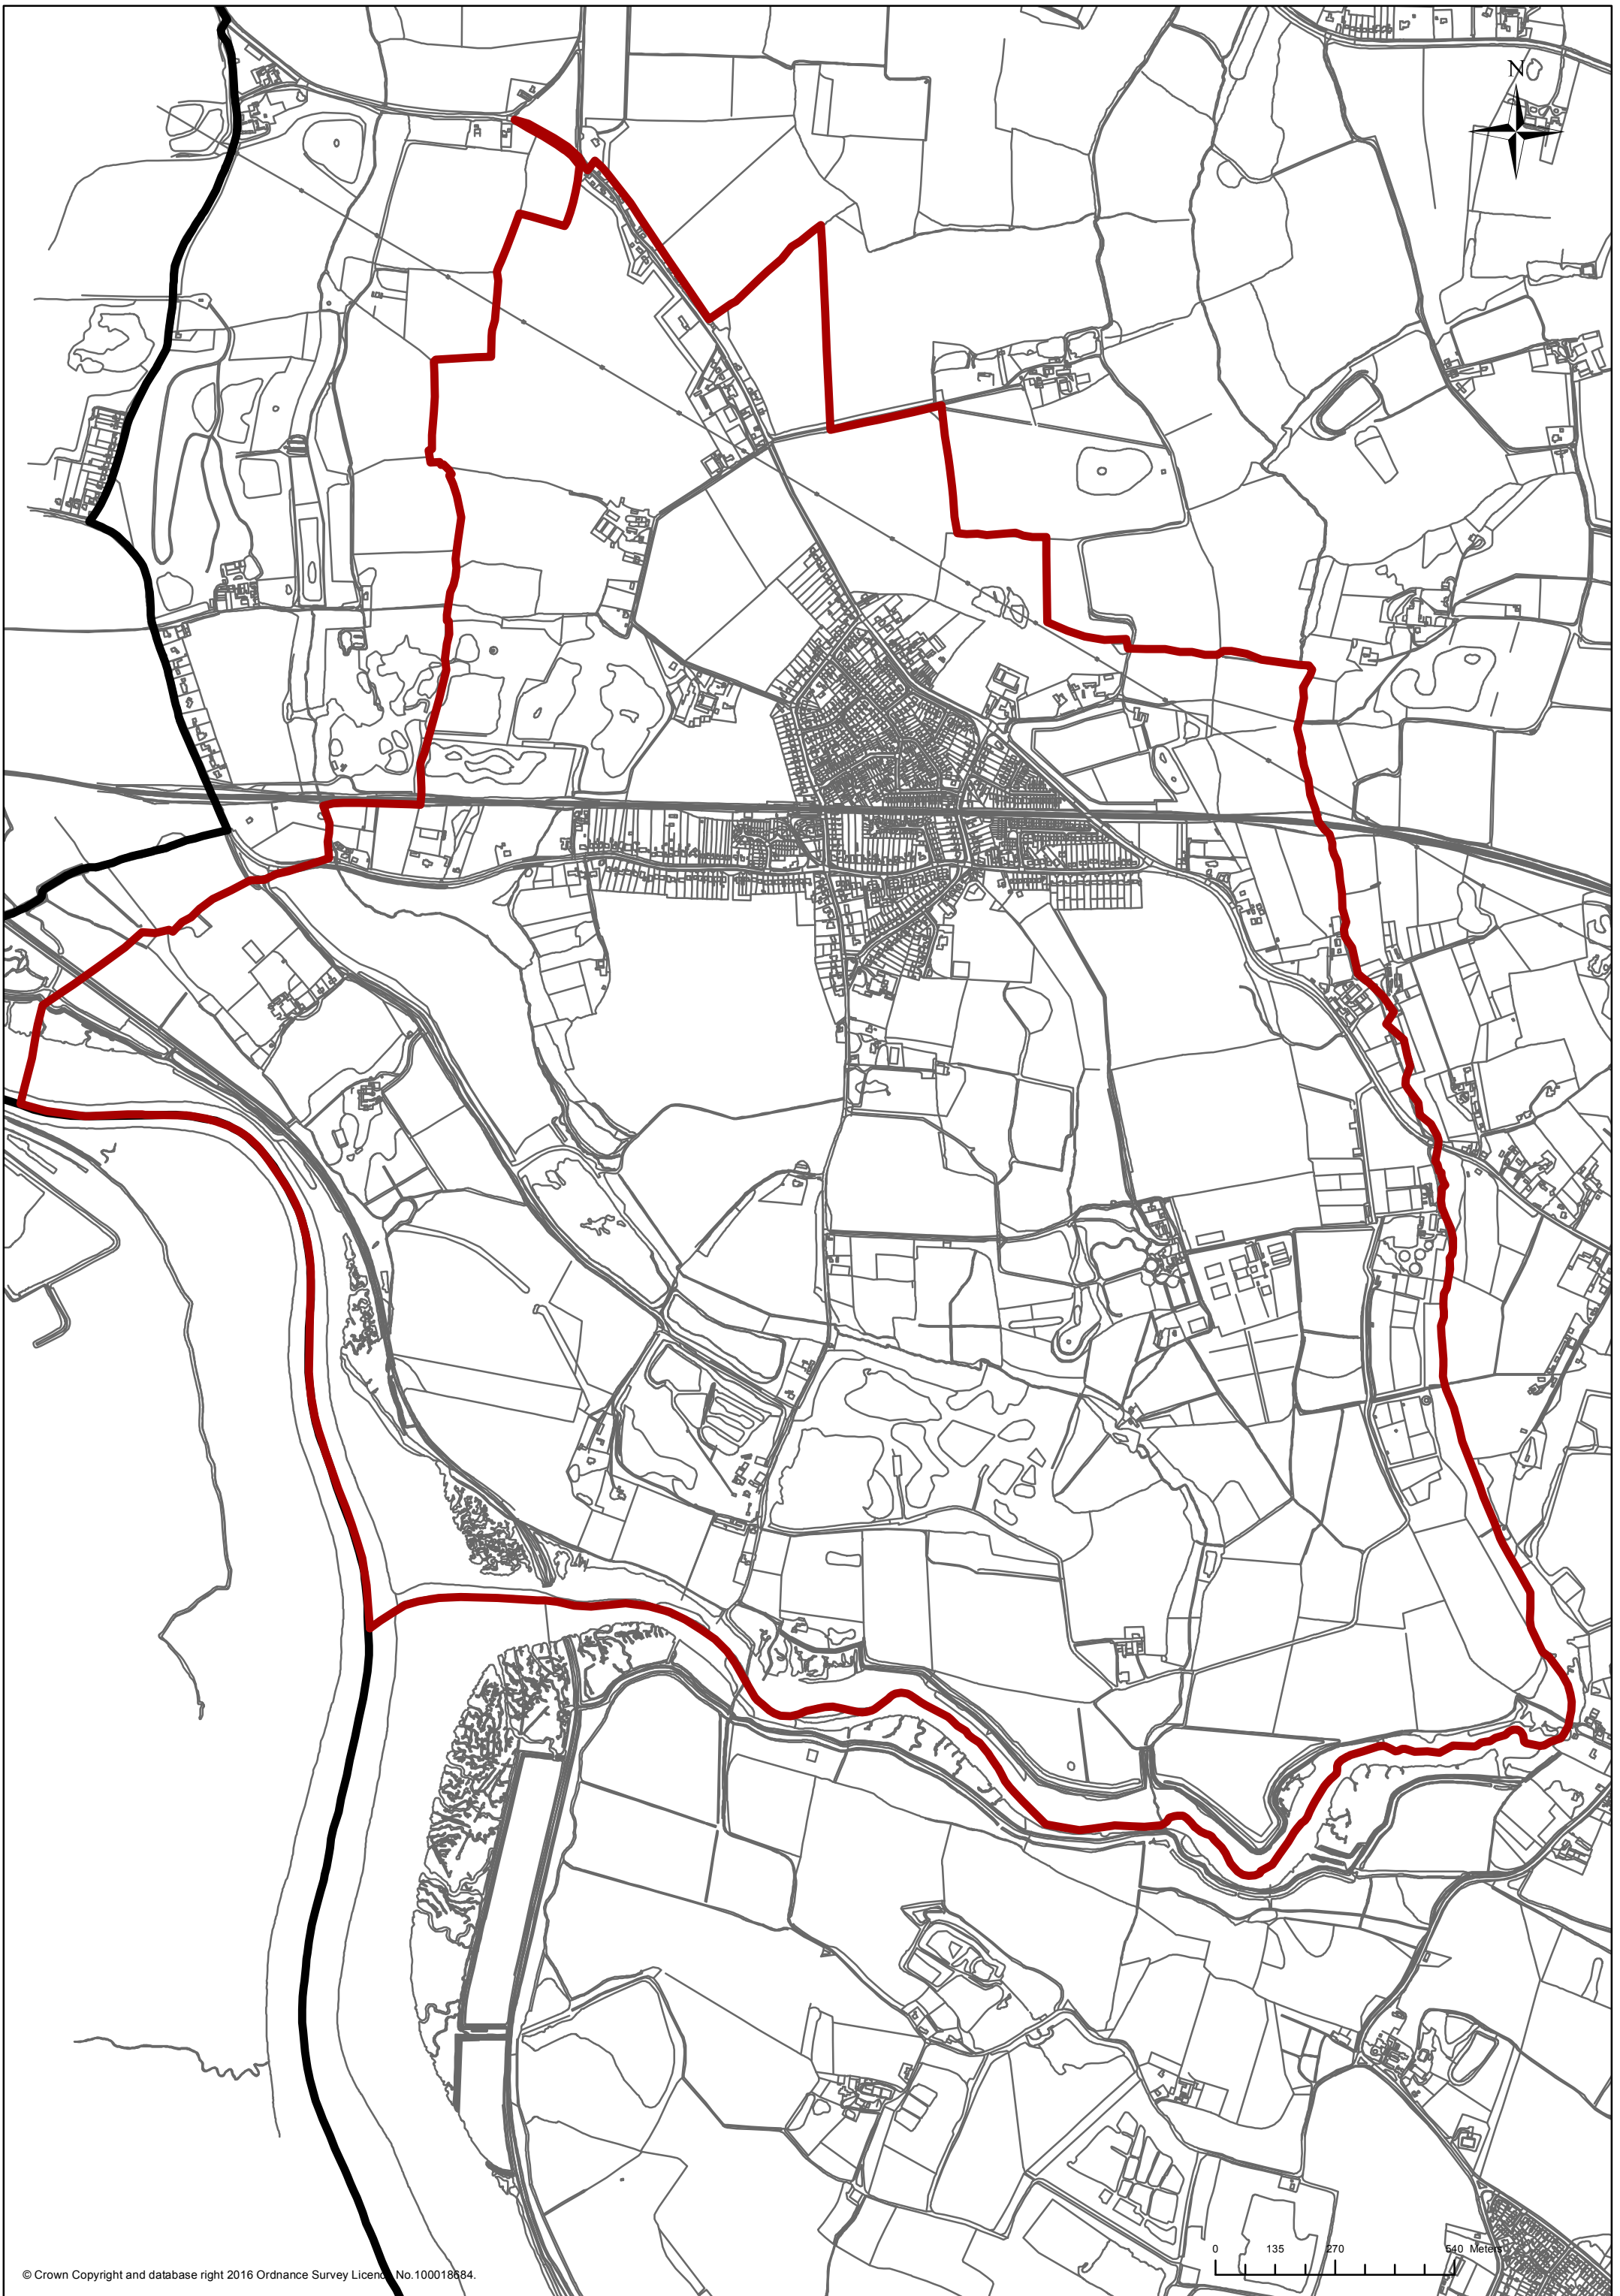 N
0 135 270 540 Meters
© Crown Copyright and database right 2016 Ordnance Survey Licence No.100018684.